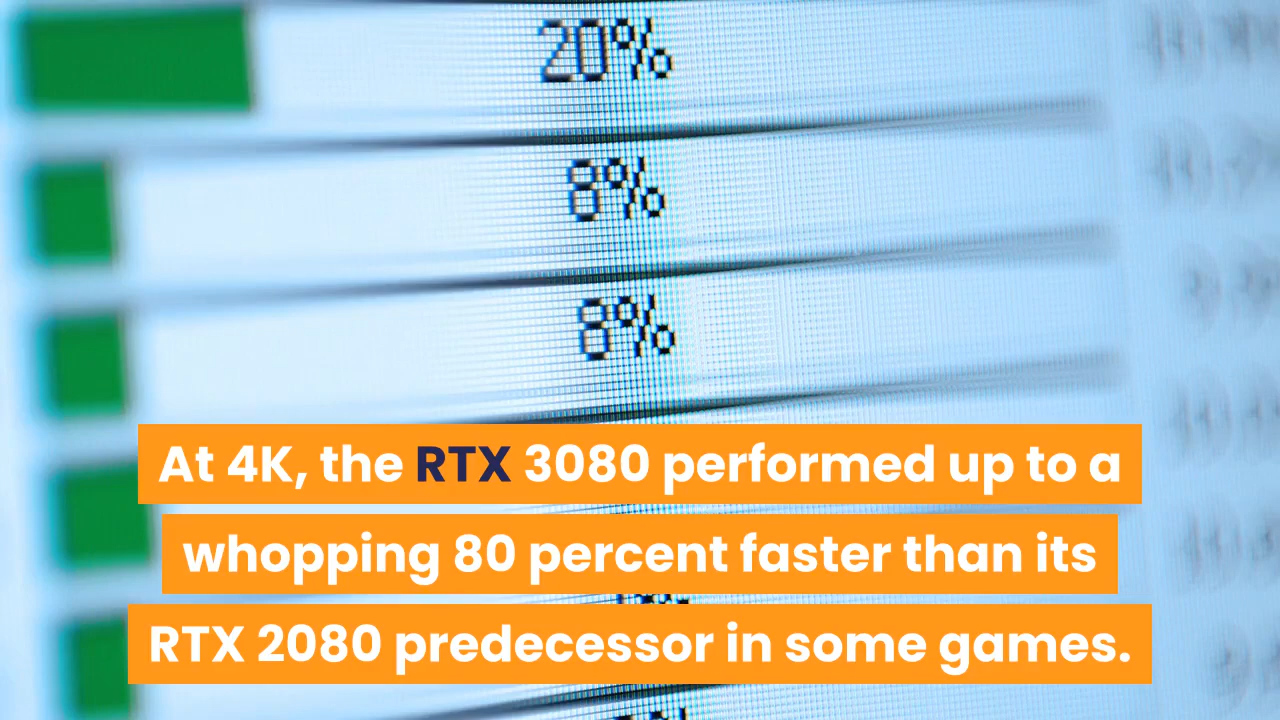 20%
8%
8%
At 4K, the RTX 3080 performed up to a
whopping 80 percent faster than its
RTX 2080 predecessor in some games.